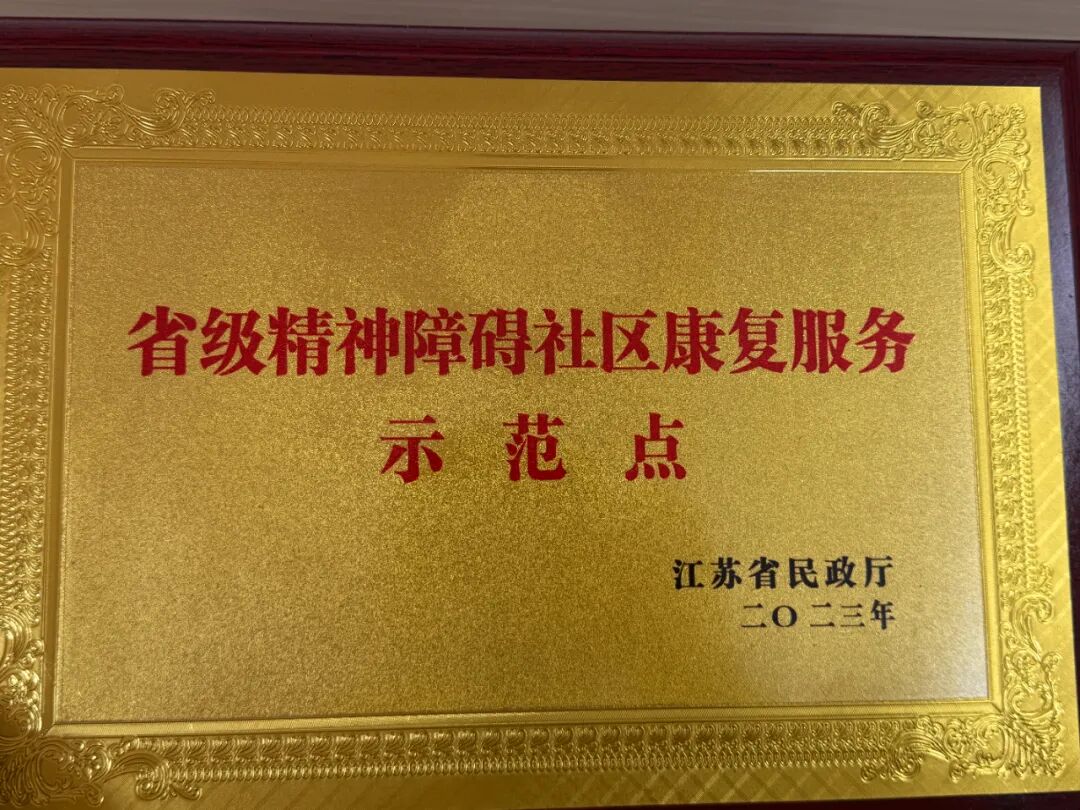 省级精神障碍社区康复服务
示范点
江苏省民政厅
二〇二三年